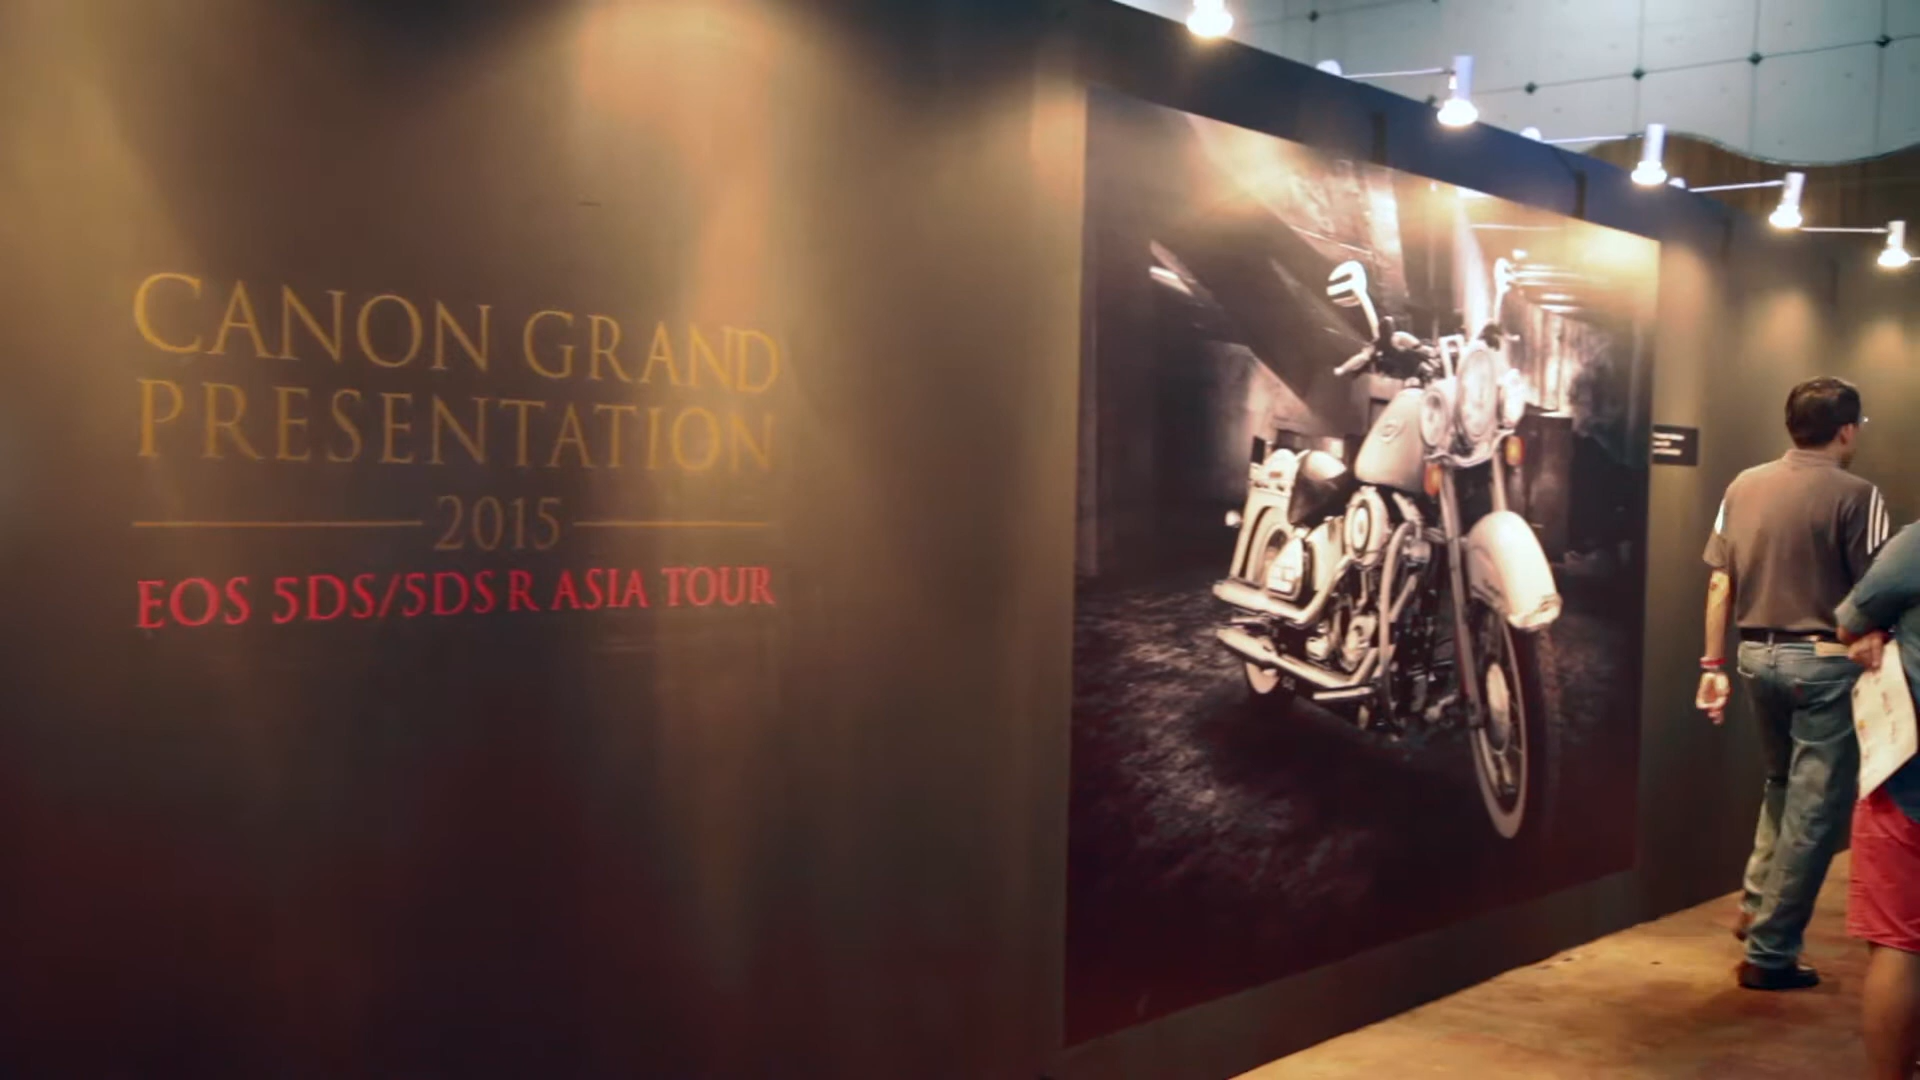 CANON GRAND
PRESENTATION
2015
EOS 5DS/5DS R ASIA TOUR